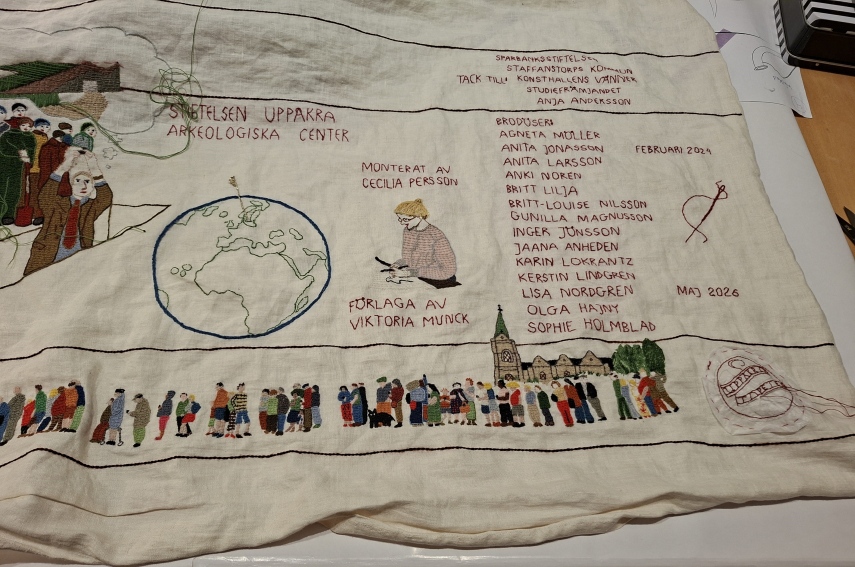 SPARBANKSSTIFTELSEN
STAFFANSTORPS KOMMUN
TACK TILL: KONSTHALLENS VÄNNER
STUDIEFRÄMJANDET
ANJA ANDERSSON
STIFTELSEN UPPÅKRA
ARKEOLOGISKA CENTER
MONTERAT AV
CECILIA PERSSON
FÖRLAGA AV
VIKTORIA MUNCK
BRODÖSER:
AGNETA MÜLLER
ANITA JONASSON
ANITA LARSSON
ANKI NOREN
BRITT LILJA
BRITT-LOUISE NILSSON
GUNILLA MAGNUSSON
INGER JÖNSSON
JAANA ANHEDEN
KARIN LOKRANTZ
KERSTIN LINDGREN
LISA NORDGREN
OLGA HAJNY
SOPHIE HOLMBLAD
FEBRUARI 2024
MAJ 2026